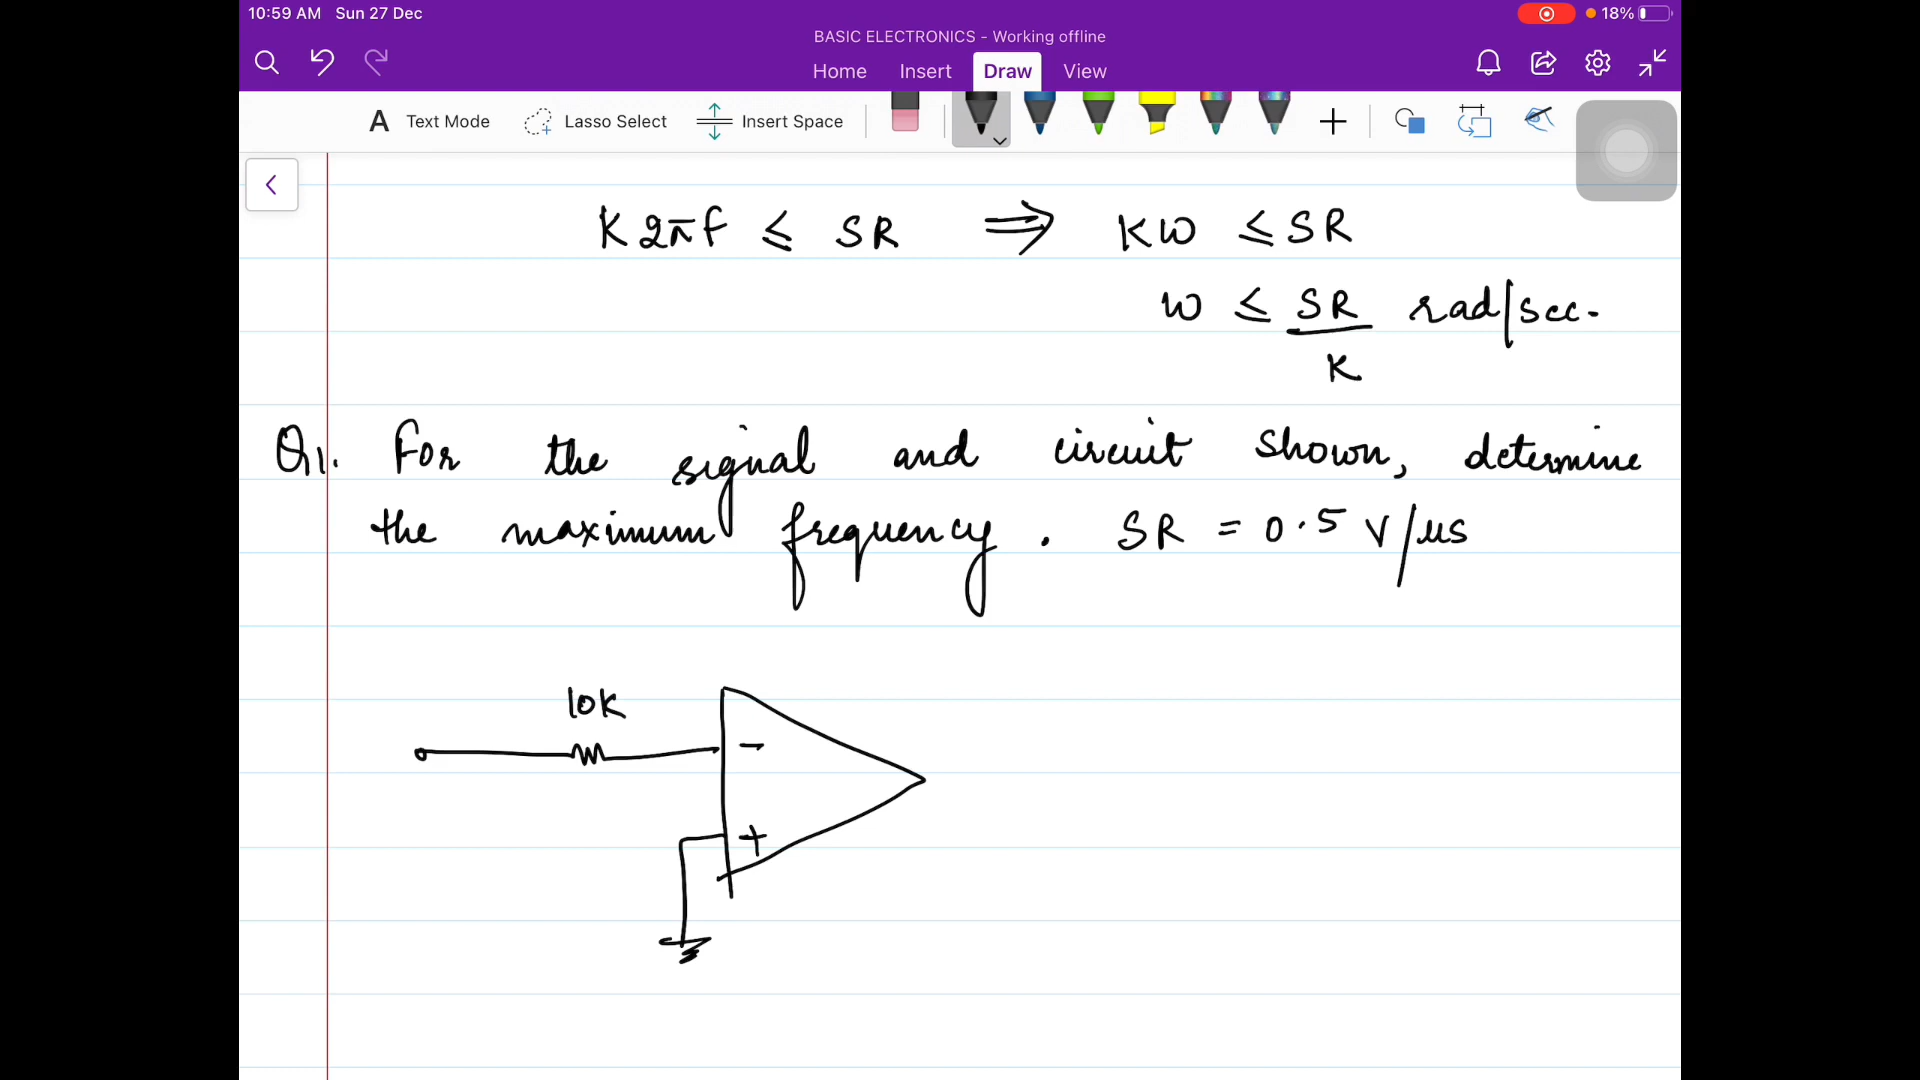 10:59 AM Sun 27 Dec
18%
BASIC ELECTRONICS - Working offline
Home Insert Draw View
Text Mode Lasso Select Insert Space
K2πf ≤ SR ⇒ Kω ≤ SR
ω ≤ SR/K rad/sec.
Q1. For the signal and circuit shown, determine
the maximum frequency. SR = 0.5 V/μs
10K
-
+